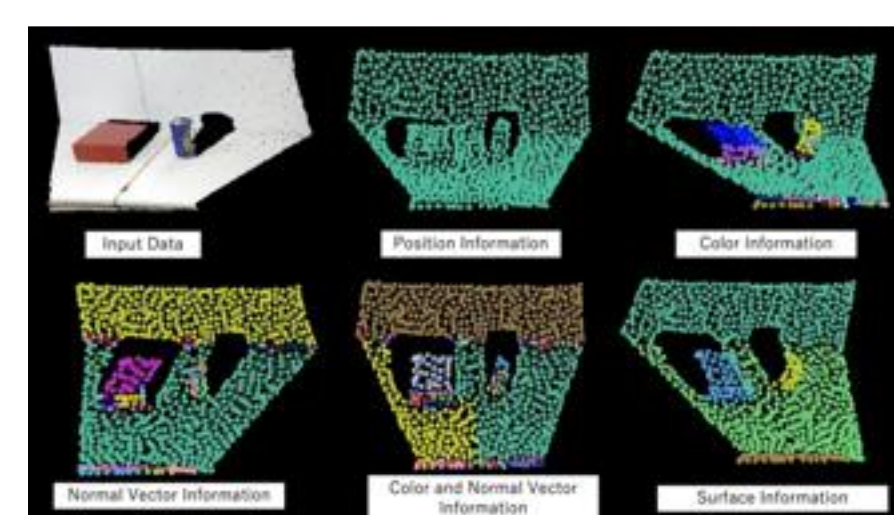 Input Data
Position Information
Color Information
Normal Vector Information
Color and Normal Vector
Information
Surface Information